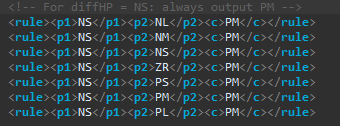 <!-- For diffHP = NS: always output PM -->
<rule><p1>NS</p1><p2>NL</p2><c>PM</c></rule>
<rule><p1>NS</p1><p2>NM</p2><c>PM</c></rule>
<rule><p1>NS</p1><p2>NS</p2><c>PM</c></rule>
<rule><p1>NS</p1><p2>ZR</p2><c>PM</c></rule>
<rule><p1>NS</p1><p2>PS</p2><c>PM</c></rule>
<rule><p1>NS</p1><p2>PM</p2><c>PM</c></rule>
<rule><p1>NS</p1><p2>PL</p2><c>PM</c></rule>